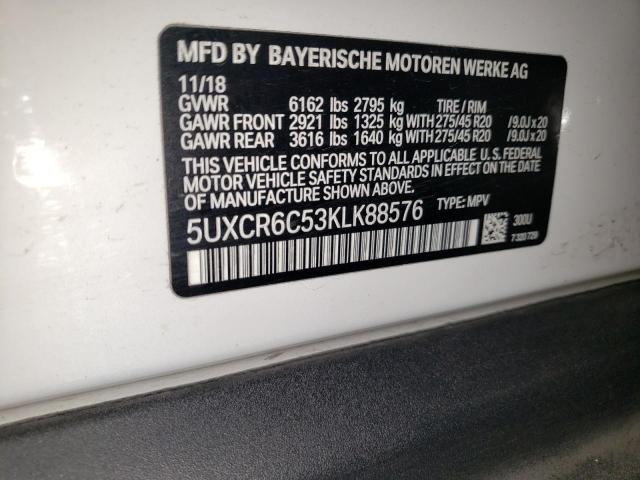 MFD BY BAYERISCHE MOTOREN WERKE AG
11/18
GVWR 6162 lbs 2795 kg TIRE / RIM
GAWR FRONT 2921 lbs 1325 kg WITH 275/45 R20 / 9.0J x 20
GAWR REAR 3616 lbs 1640 kg WITH 275/45 R20 / 9.0J x 20
THIS VEHICLE CONFORMS TO ALL APPLICABLE U.S. FEDERAL
MOTOR VEHICLE SAFETY STANDARDS IN EFFECT ON THE DATE
OF MANUFACTURE SHOWN ABOVE.
5UXCR6C53KLK88576 TYPE: MPV
300U
7 320 729